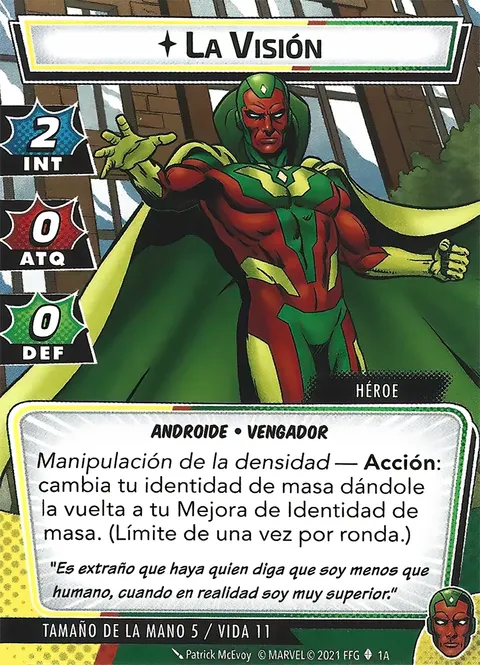 La Visión
2
INT
0
ATQ
0
DEF
HÉROE
ANDROIDE • VENGADOR
Manipulación de la densidad — Acción:
cambia tu identidad de masa dándole
la vuelta a tu Mejora de Identidad de
masa. (Límite de una vez por ronda.)
"Es extraño que haya quien diga que soy menos que
humano, cuando en realidad soy muy superior."
TAMAÑO DE LA MANO 5 / VIDA 11
Patrick McEvoy © MARVEL © 2021 FFG 1A